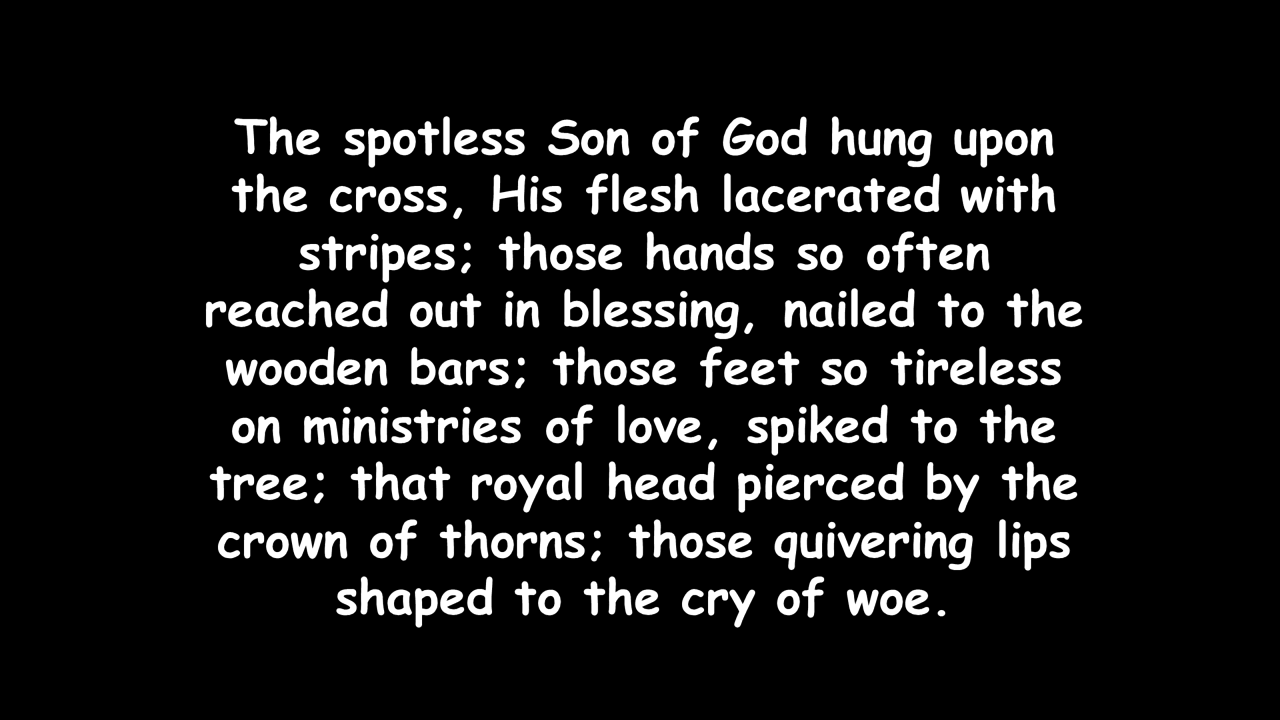 The spotless Son of God hung upon
the cross, His flesh lacerated with
stripes; those hands so often
reached out in blessing, nailed to the
wooden bars; those feet so tireless
on ministries of love, spiked to the
tree; that royal head pierced by the
crown of thorns; those quivering lips
shaped to the cry of woe.